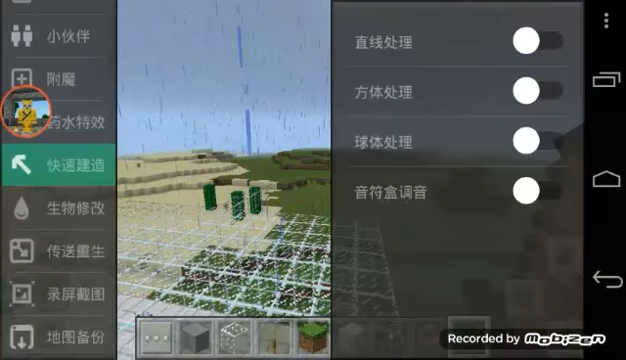 小伙伴
附魔
药水特效
快速建造
生物修改
传送重生
录屏截图
地图备份
直线处理
方体处理
球体处理
音符盒调音
Recorded by Mobizen